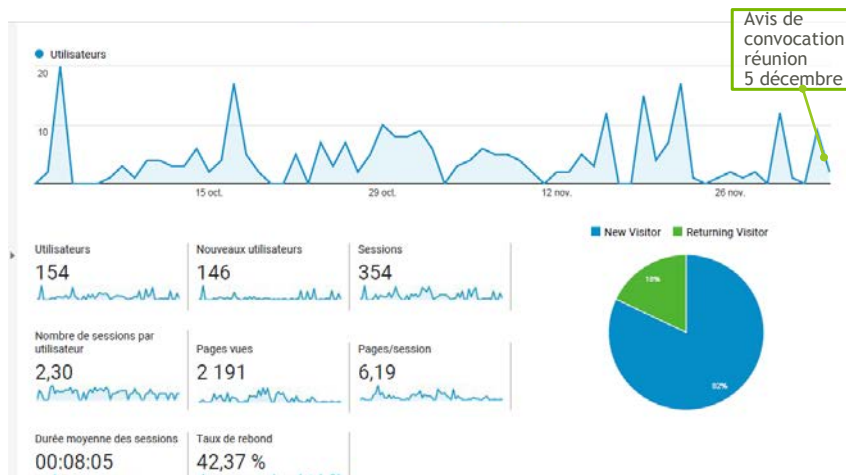 Avis de
convocation
réunion
5 décembre
Utilisateurs
20
10
15 oct.
29 oct.
12 nov.
26 nov.
New Visitor
Returning Visitor
Utilisateurs
154
Nouveaux utilisateurs
146
Sessions
354
Nombre de sessions par
utilisateur
2,30
Pages vues
2 191
Pages/session
6,19
18%
82%
Durée moyenne des sessions
00:08:05
Taux de rebond
42,37 %